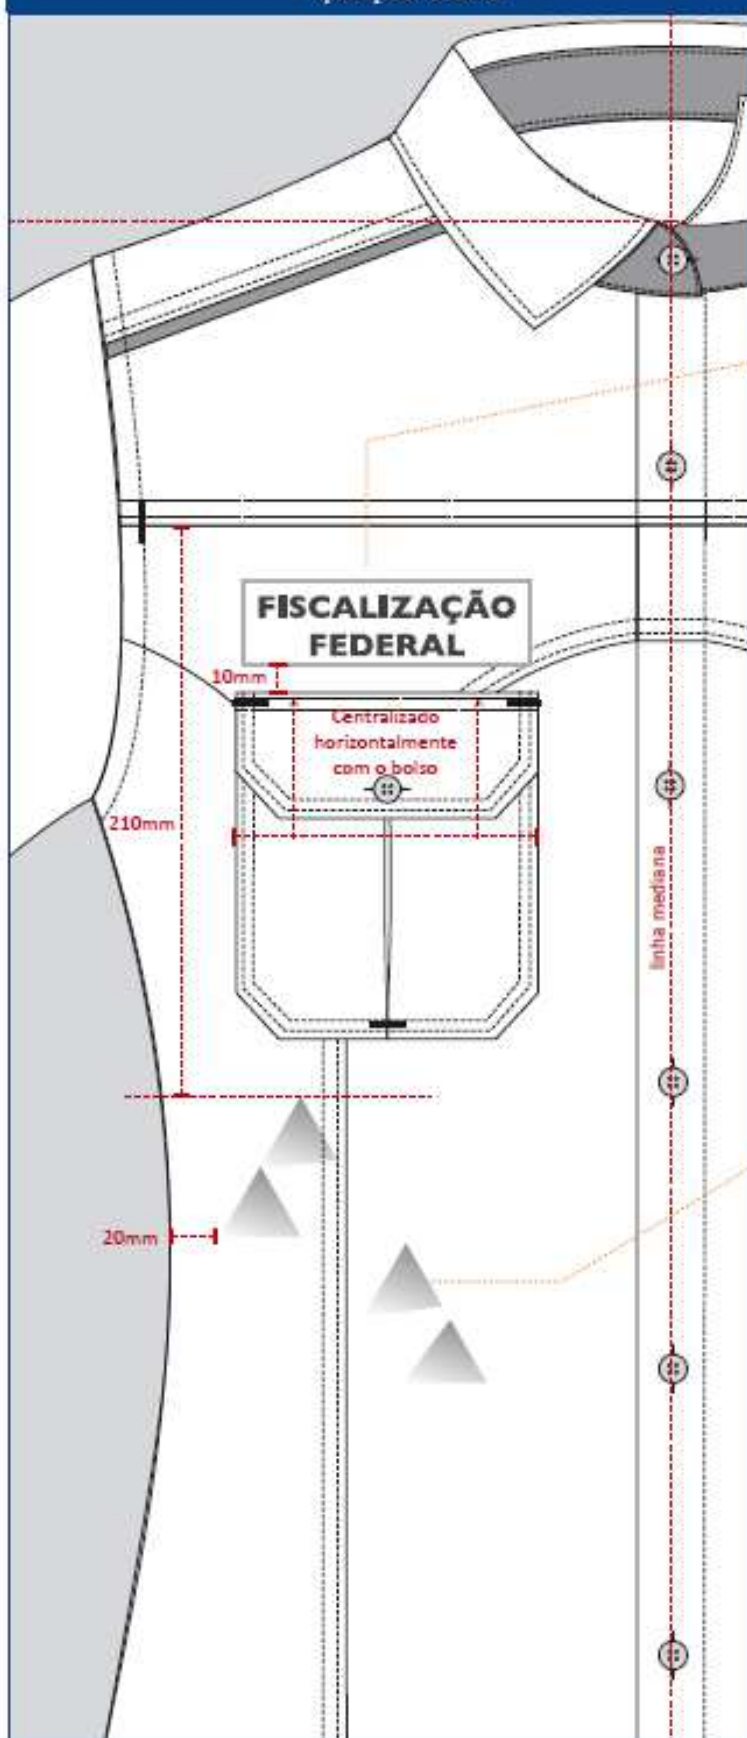 FISCALIZAÇÃO
FEDERAL
10mm
Centralizado
horizontalmente
com o bolso
210mm
linha mediana
20mm